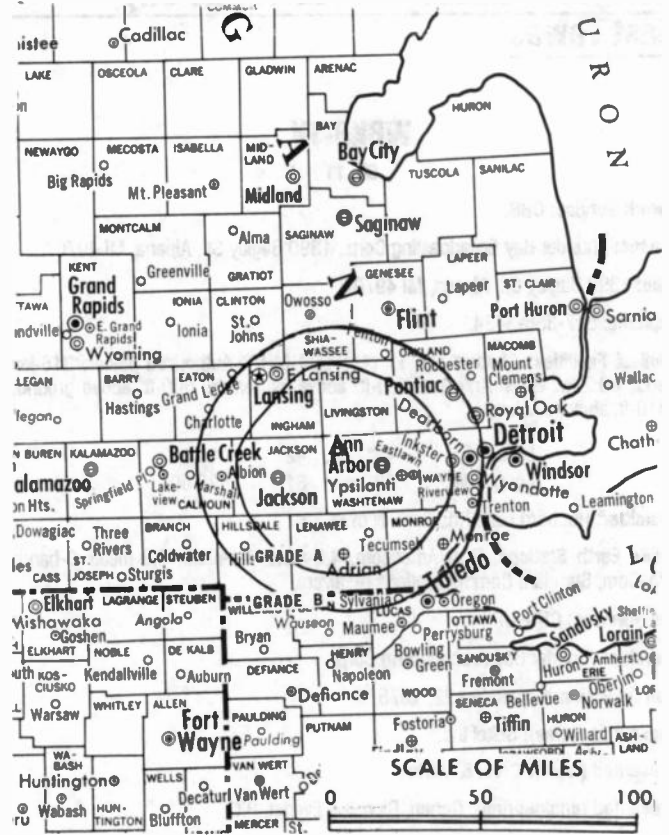 COMMON
Cadillac
G
URON
LAKE OSCEOLA CLARE GLADWIN ARENAC
HURON
BAY
NEWAYGO MECOSTA ISABELLA MID-
LAND
A
Bay City
TUSCOLA SANILAC
Big Rapids
Mt. Pleasant
Midland
MONTCALM
Alma
SAGINAW
Saginaw
LAPEER
KENT
Greenville
GRATIOT
GENESEE
ST. CLAIR
Grand
Rapids
IONIA CLINTON
Owosso
Lapeer
Flint
Port Huron
Sarnia
TAWA
E. Grand
Rapids
Ionia
St.
Johns
Wyoming
SHIA-
WASSEE
Fenton
OAKLAND
Rochester
MACOMB
Mount
Clemens
BARRY
EATON
E Lansing
Pontiac
Wallac
Hastings
Grand Ledge
Lansing
LIVINGSTON
Royal Oak
Charlotte
INGHAM
Dearborn
Detroit
Chath
BUREN KALAMAZOO
Battle Creek
JACKSON
Ann
Arbor
Inkster
Eastlawn
Windsor
alamazoo
Springfield Pl.
Lake-
view
Marshall
Albion
CALHOUN
Jackson
Ypsilanti
WASHTENAW
WAYNE
Riverview
Wyandotte
Trenton
Leamington
on Hts.
Dowagiac
Three
Rivers
BRANCH
Coldwater
HILLSDALE
Hills
LENAWEE
Tecumseh
MONROE
Monroe
GRADE A
Adrian
CASS
ST.
JOSEPH
Sturgis
Toledo
Elkhart
LAGRANGE STEUBEN
GRADE B
Sylvania
Oregon
Port Clinton
Mishawaka
Goshen
Angola
Bryan
Wauseon
LUCAS
Maumee
Perrysburg
OTTAWA
Sandusky
Lorain
ELKHART NOBLE DE KALB
HENRY
Napoleon
Bowling
Green
SANDUSKY
Fremont
Huron
ERIE
Amherst
Oberlin
KOS-
CIUSKO
Kendallville
Auburn
DEFIANCE
Defiance
WOOD
SENECA
Bellevue
Norwalk
Warsaw
WHITLEY ALLEN
Fort
Wayne
PAULDING
Paulding
PUTNAM
Fostoria
Tiffin
HURON
Willard
ASH-
LAND
WA-
BASH
Huntington
WELLS
VAN WERT
Van Wert
SCALE OF MILES
Wabash
HUN-
TINGTON
Decatur
Bluffton
MERCER
St.
0 50 100